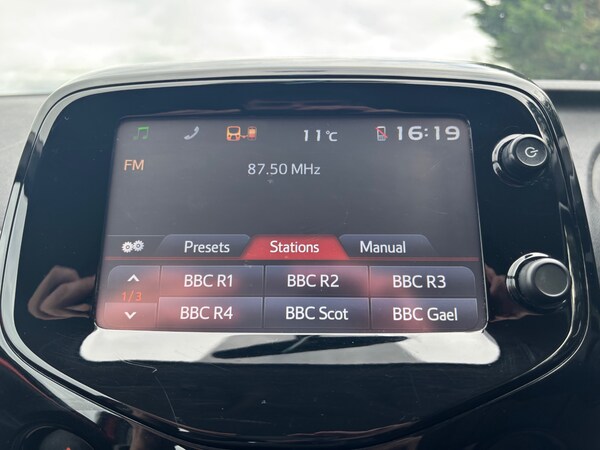 11°C 16:19
FM
87.50 MHz
Presets Stations Manual
BBC R1 BBC R2 BBC R3
1/3
BBC R4 BBC Scot BBC Gael